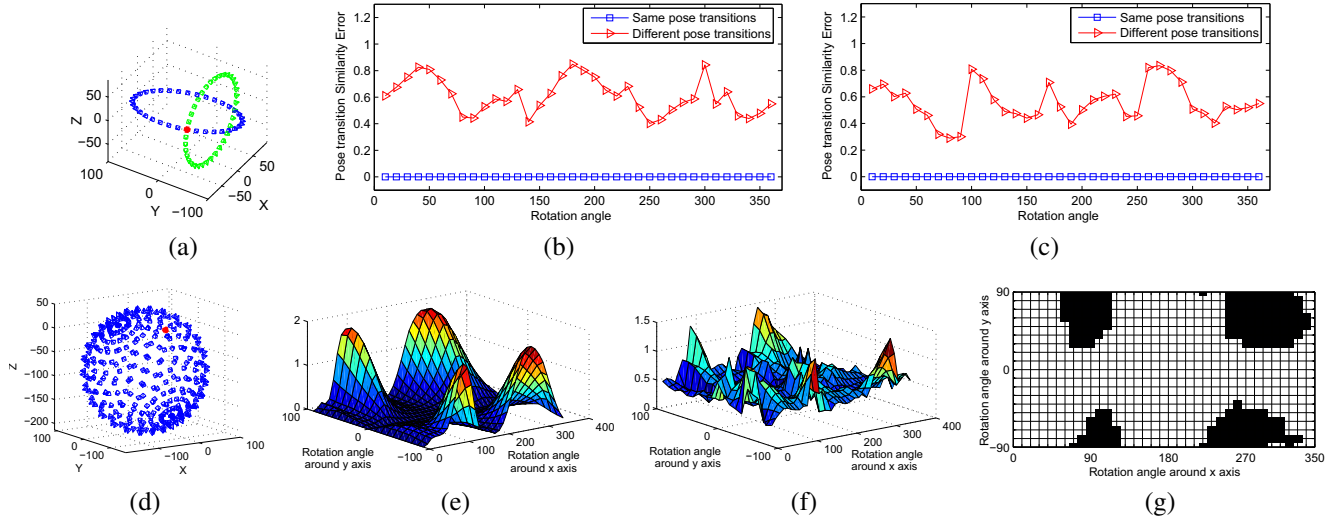 50
0
−50
Z
100
0
−100
Y
−50
0
50
X
(a)
1.2
1
0.8
0.6
0.4
0.2
0
Pose transition Similarity Error
Same pose transitions
Different pose transitions
0 50 100 150 200 250 300 350
Rotation angle
(b)
1.2
1
0.8
0.6
0.4
0.2
0
Pose transition Similarity Error
Same pose transitions
Different pose transitions
0 50 100 150 200 250 300 350
Rotation angle
(c)
50
0
−50
−100
−150
−200
Z
100
0
−100
Y
−100
0
100
X
(d)
2
1
0
100
0
−100
Rotation angle
around y axis
0
100
200
300
400
Rotation angle
around x axis
(e)
1.5
1
0.5
0
100
0
−100
Rotation angle
around y axis
0
100
200
300
400
Rotation angle
around x axis
(f)
90
0
−90
Rotation angle around y axis
0 90 180 270 350
Rotation angle around x axis
(g)